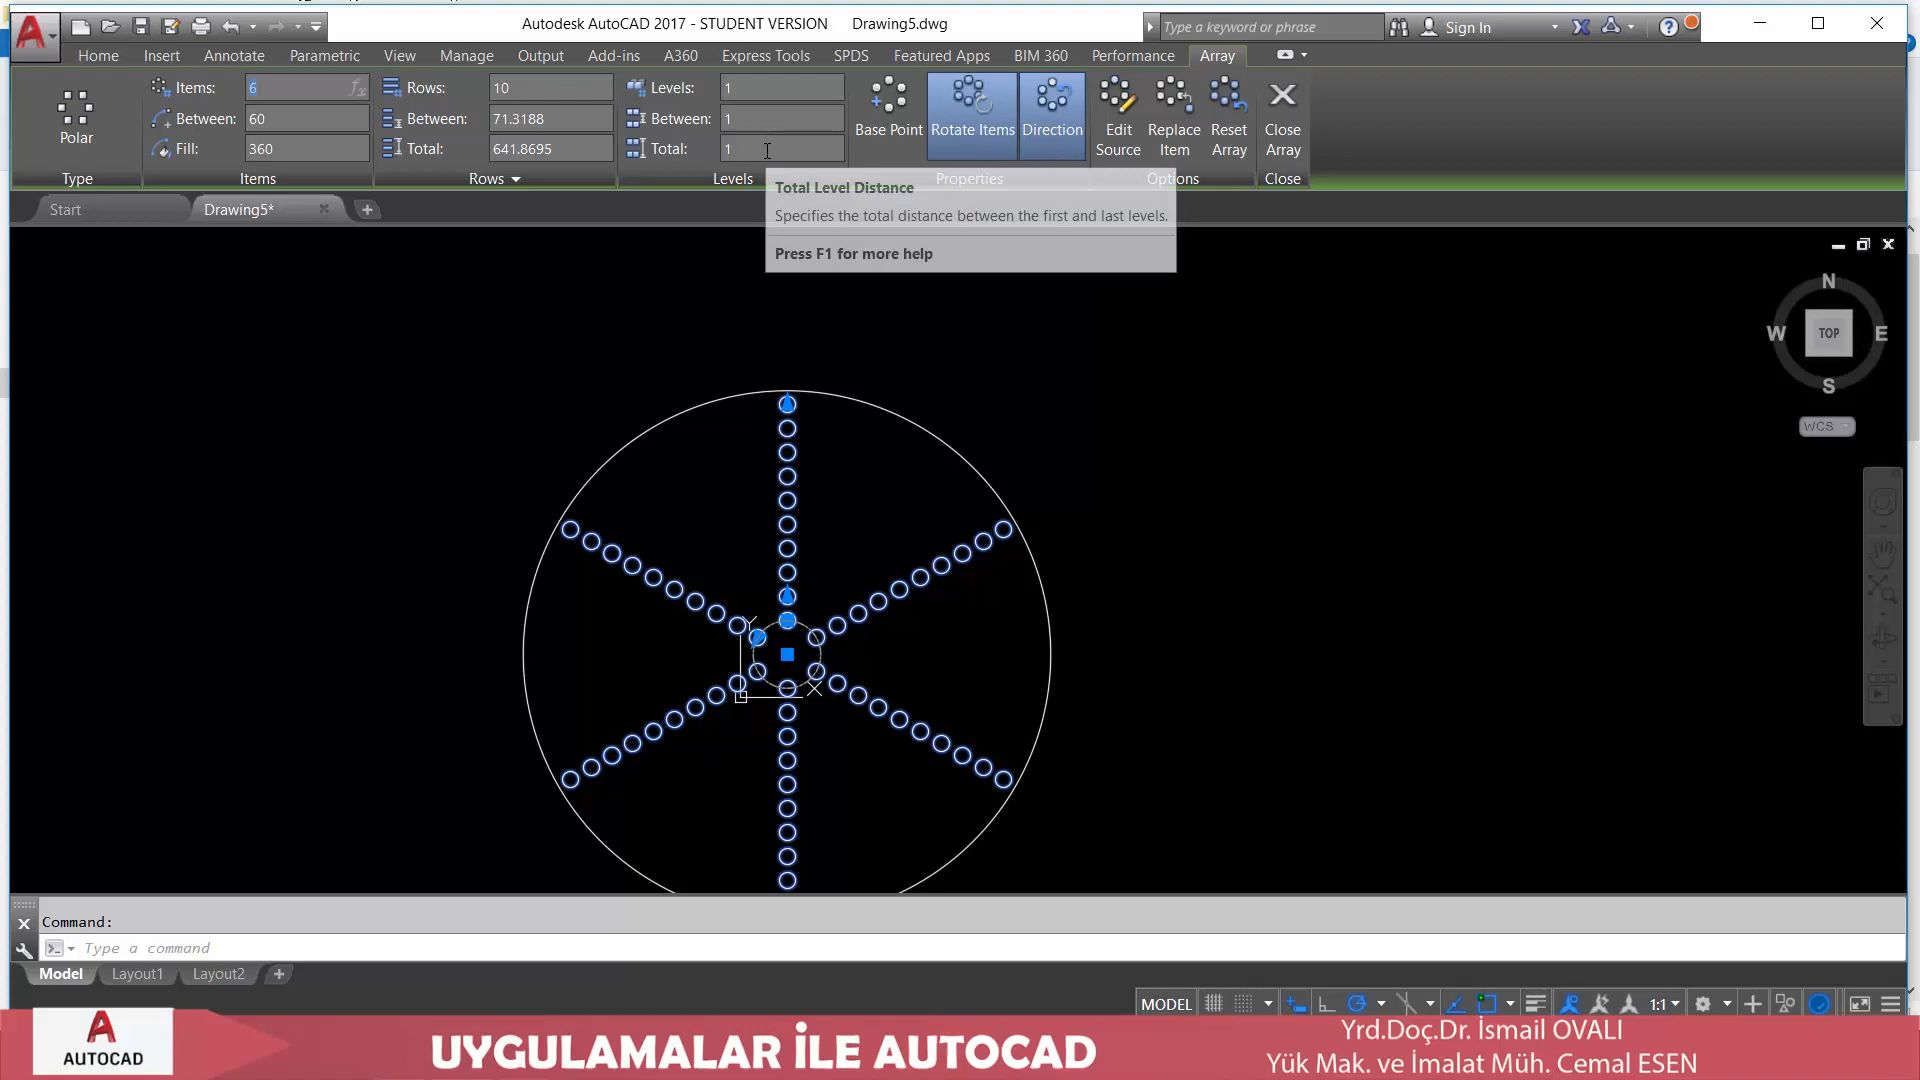 Autodesk AutoCAD 2017 - STUDENT VERSION Drawing5.dwg
Type a keyword or phrase
Sign In
Home Insert Annotate Parametric View Manage Output Add-ins A360 Express Tools SPDS Featured Apps BIM 360 Performance Array
Items: 6 Rows: 10 Levels: 1
Between: 60 Between: 71.3188 Between: 1
Fill: 360 Total: 641.8695 Total: 1
Polar
Base Point Rotate Items Direction
Edit Source
Replace Item
Reset Array
Close Array
Type Items Rows Levels Properties Options Close
Start Drawing5*
Total Level Distance
Specifies the total distance between the first and last levels.
Press F1 for more help
N
W TOP E
S
WCS
Y
X
Command:
Type a command
Model Layout1 Layout2
MODEL 1:1
AUTOCAD
UYGULAMALAR İLE AUTOCAD
Yrd.Doç.Dr. İsmail OVALI
Yük Mak. ve İmalat Müh. Cemal ESEN